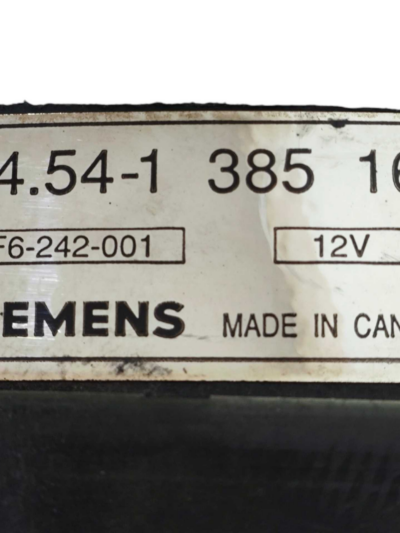 4.54-1 385 16
F6-242-001 12V
EMENS MADE IN CAN